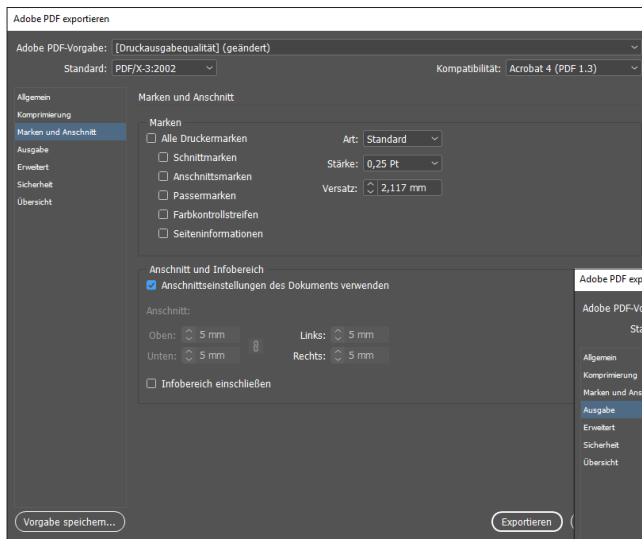 Adobe PDF exportieren
Adobe PDF-Vorgabe: [Druckausgabequalität] (geändert)
Standard: PDF/X-3:2002 Kompatibilität: Acrobat 4 (PDF 1.3)
Allgemein
Komprimierung
Marken und Anschnitt
Ausgabe
Erweitert
Sicherheit
Übersicht
Marken und Anschnitt
Marken
Alle Druckermarken
Schnittmarken
Anschnittsmarken
Passermarken
Farbkontrollstreifen
Seiteninformationen
Art: Standard
Stärke: 0,25 Pt
Versatz: 2,117 mm
Anschnitt und Infobereich
Anschnittseinstellungen des Dokuments verwenden
Anschnitt:
Oben: 5 mm Links: 5 mm
Unten: 5 mm Rechts: 5 mm
Infobereich einschließen
Vorgabe speichern...
Exportieren
Adobe PDF exp
Adobe PDF-Vo
Sta
Allgemein
Komprimierung
Marken und Ans
Ausgabe
Erweitert
Sicherheit
Übersicht